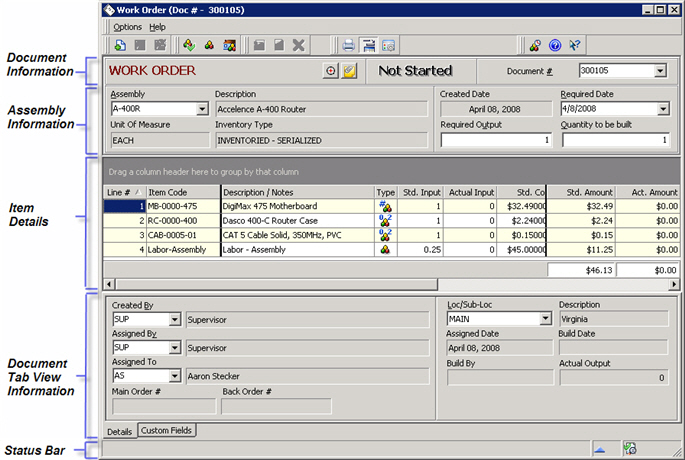 Work Order (Doc # - 300105)
Options Help
Document Information
WORK ORDER Not Started Document # 300105
Assembly Information
Assembly Description Created Date Required Date
A-400R Accelence A-400 Router April 08, 2008 4/8/2008
Unit Of Measure Inventory Type Required Output Quantity to be built
EACH INVENTORIED - SERIALIZED 1 1
Drag a column header here to group by that column
Item Details
Line # Item Code Description / Notes Type Std. Input Actual Input Std. Co Std. Amount Act. Amount
1 MB-0000-475 DigiMax 475 Motherboard # 1 0 $32.49000 $32.49 $0.00
2 RC-0000-400 Dasco 400-C Router Case 0.2 1 0 $2.24000 $2.24 $0.00
3 CAB-0005-01 CAT 5 Cable Solid, 350MHz, PVC 0.2 1 0 $0.15000 $0.15 $0.00
4 Labor-Assembly Labor - Assembly 0.25 0 $45.00000 $11.25 $0.00
$46.13 $0.00
Document Tab View Information
Created By Loc/Sub-Loc Description
SUP Supervisor MAIN Virginia
Assigned By Assigned Date Build Date
SUP Supervisor April 08, 2008
Assigned To Build By Actual Output
AS Aaron Stecker 0
Main Order # Back Order #
Details Custom Fields
Status Bar